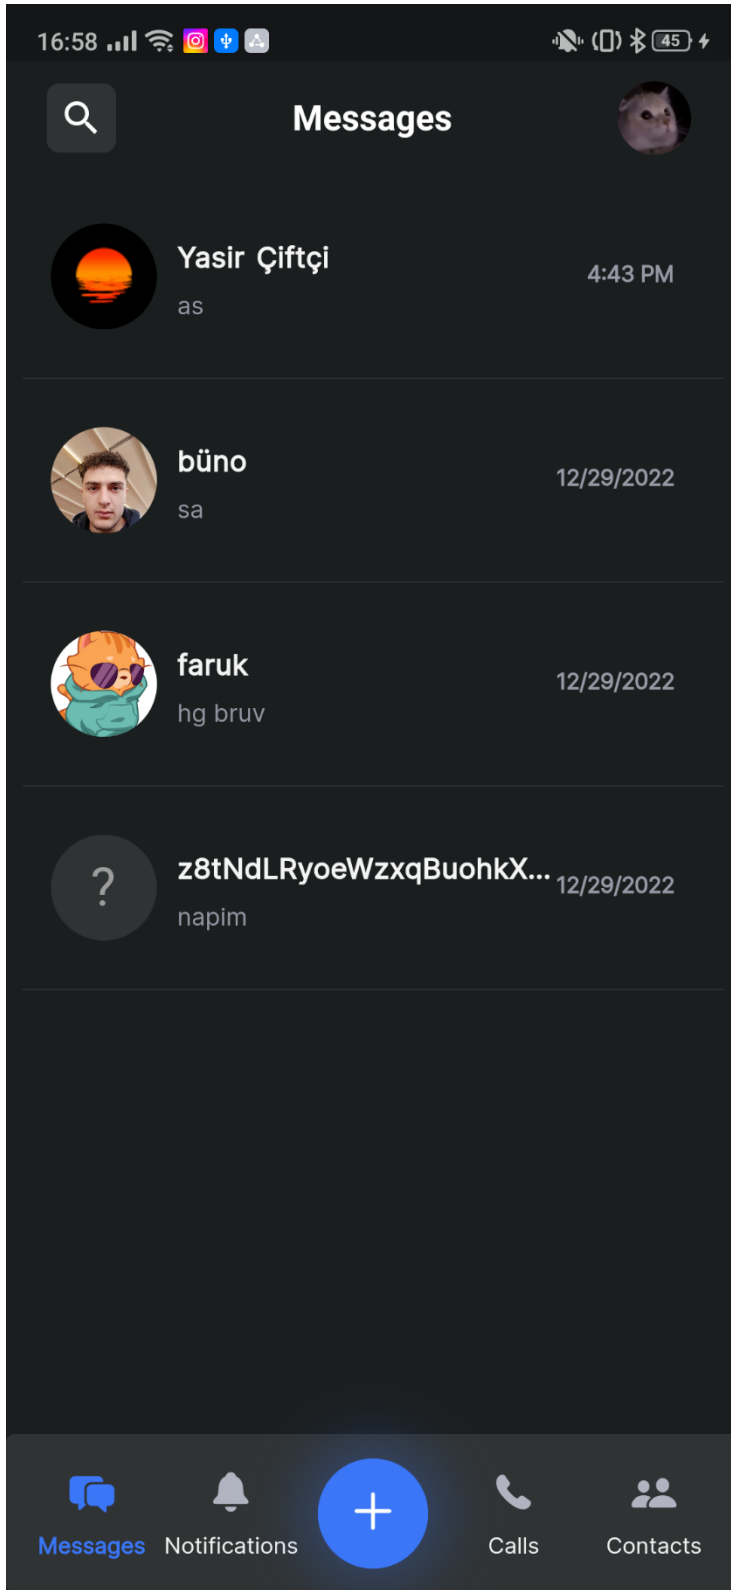 16:58
45
Messages
Yasir Çiftçi
4:43 PM
as
büno
12/29/2022
sa
faruk
12/29/2022
hg bruv
?
z8tNdLRyoeWzxqBuohkX...
12/29/2022
napim
Messages
Notifications
Calls
Contacts